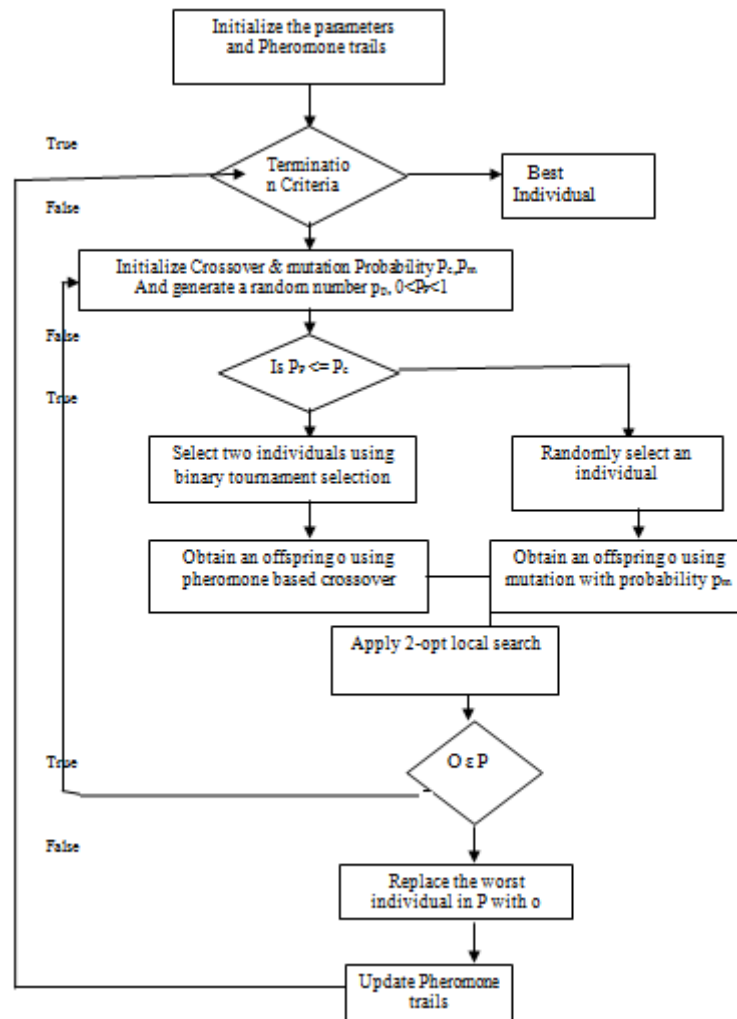 Initialize the parameters
and Pheromone trails
True
Terminatio
n Criteria
Best
Individual
False
Initialize Crossover & mutation Probability Pc,Pm
And generate a random number pp, 0<Pp<1
False
Is Pp <= Pc
True
Select two individuals using
binary tournament selection
Randomly select an
individual
Obtain an offspring o using
pheromone based crossover
Obtain an offspring o using
mutation with probability pm
Apply 2-opt local search
True
O ε P
False
Replace the worst
individual in P with o
Update Pheromone
trails